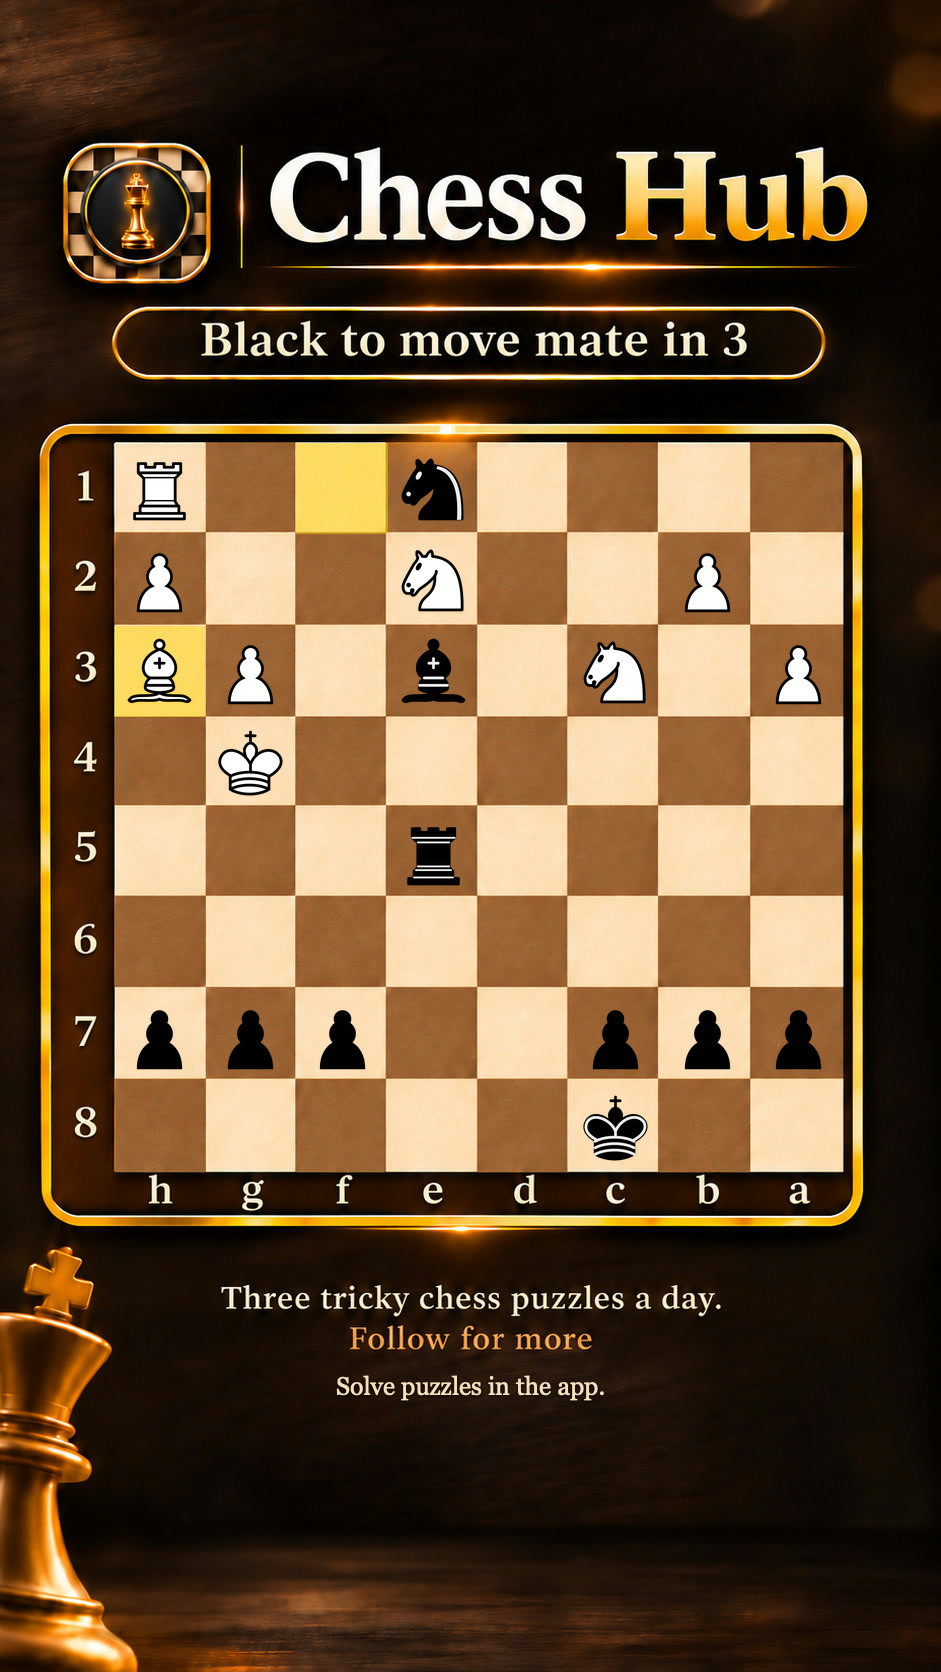 Chess Hub
Black to move mate in 3
1
2
3
4
5
6
7
8
h g f e d c b a
Three tricky chess puzzles a day.
Follow for more
Solve puzzles in the app.